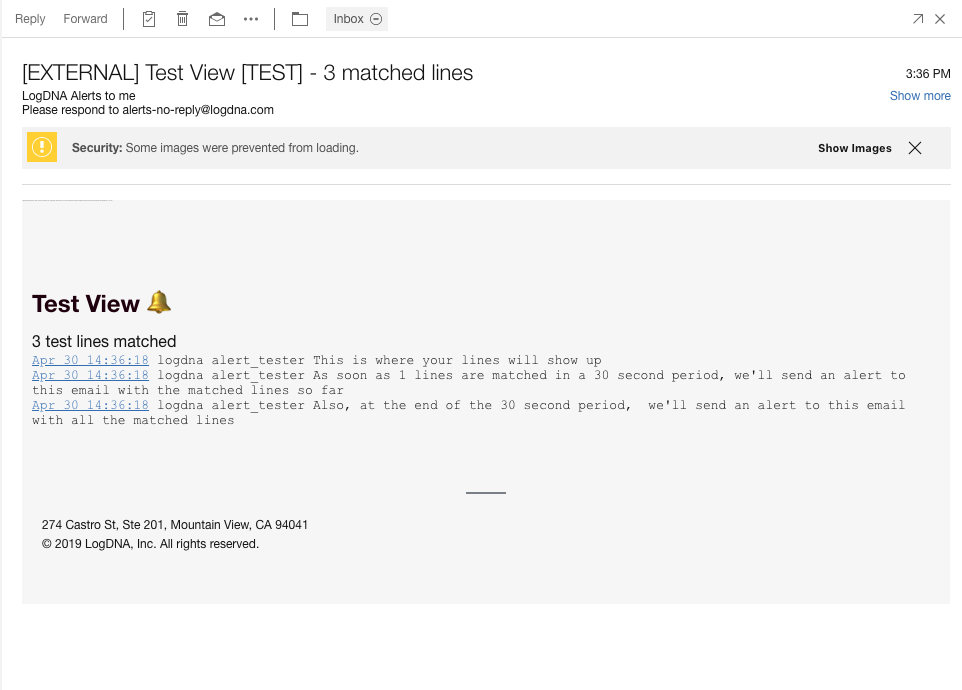 Reply Forward Inbox
[EXTERNAL] Test View [TEST] - 3 matched lines 3:36 PM
LogDNA Alerts to me Show more
Please respond to alerts-no-reply@logdna.com
Security: Some images were prevented from loading. Show Images
Test View
3 test lines matched
Apr 30 14:36:18 logdna alert_tester This is where your lines will show up
Apr 30 14:36:18 logdna alert_tester As soon as 1 lines are matched in a 30 second period, we'll send an alert to
this email with the matched lines so far
Apr 30 14:36:18 logdna alert_tester Also, at the end of the 30 second period,  we'll send an alert to this email
with all the matched lines
274 Castro St, Ste 201, Mountain View, CA 94041
© 2019 LogDNA, Inc. All rights reserved.